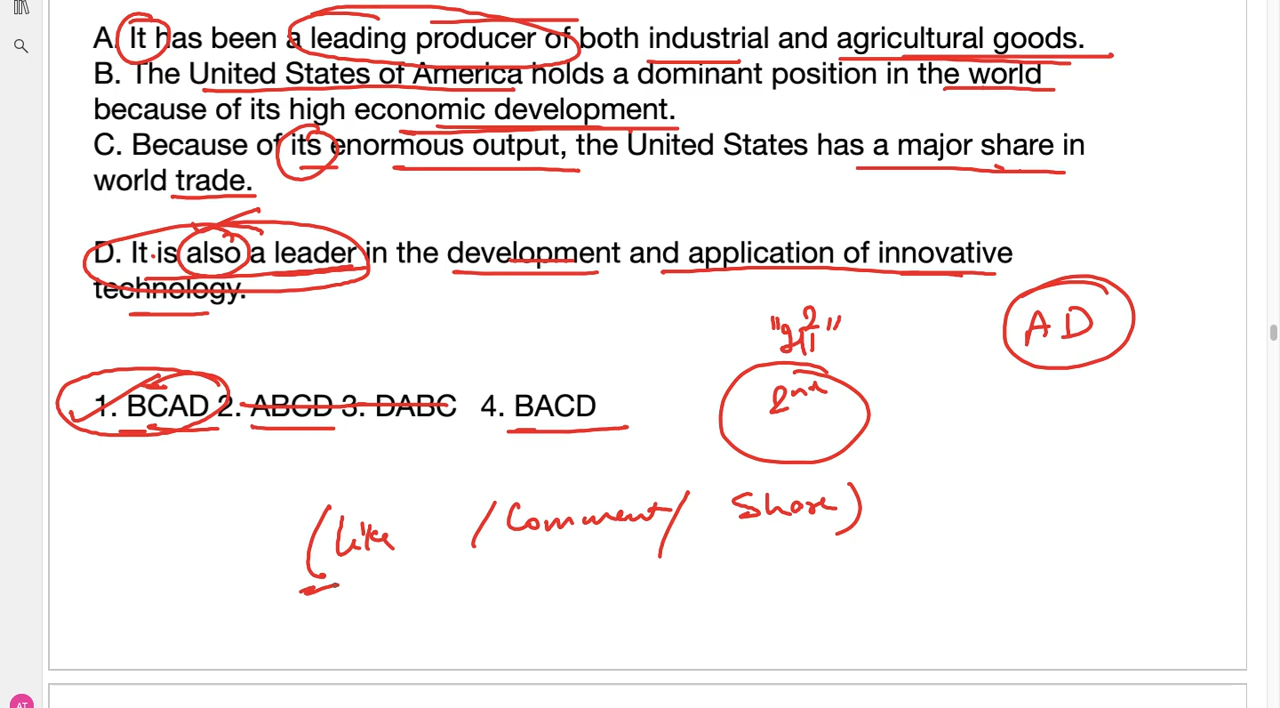 A. It has been a leading producer of both industrial and agricultural goods.
B. The United States of America holds a dominant position in the world
because of its high economic development.
C. Because of its enormous output, the United States has a major share in
world trade.
D. It is also a leader in the development and application of innovative
technology.
AD
2nd
1. BCAD 2. ABCD 3. DABC 4. BACD
(Like / Comment / Share)
AT